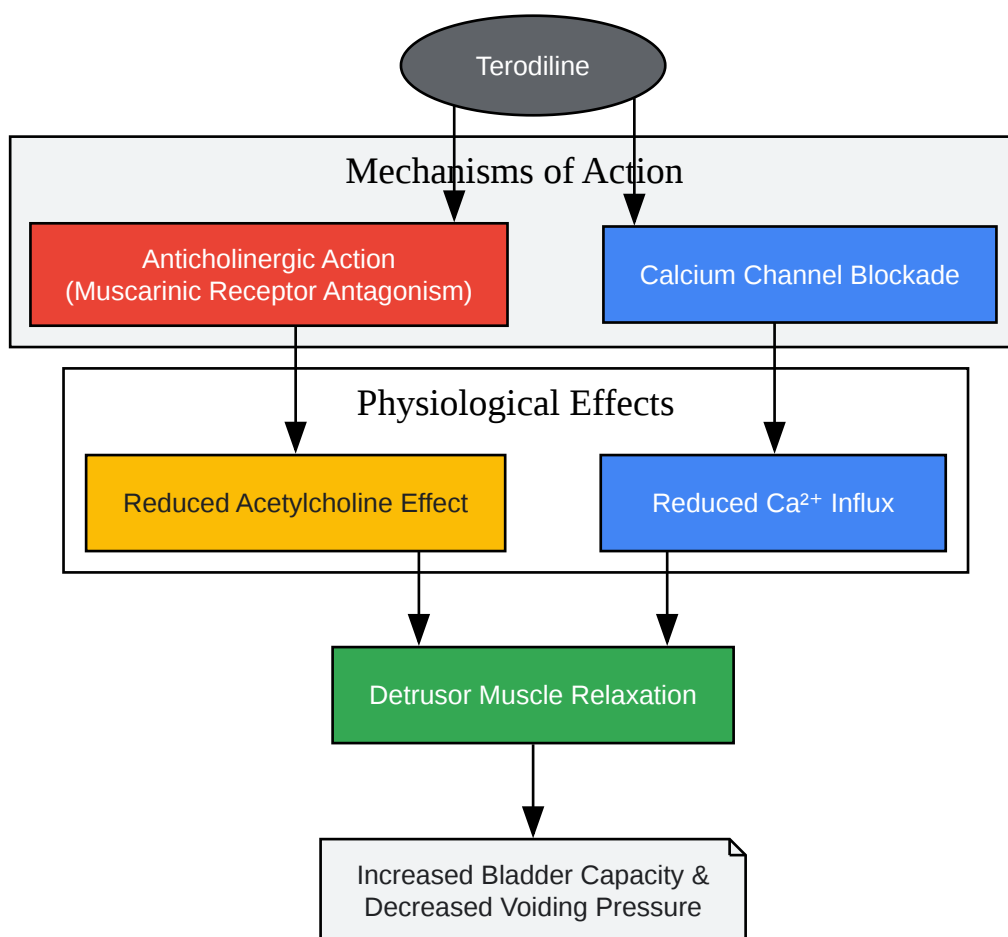 Terodiline
Mechanisms of Action
Anticholinergic Action
(Muscarinic Receptor Antagonism)
Calcium Channel Blockade
Physiological Effects
Reduced Acetylcholine Effect
Reduced Ca²⁺ Influx
Detrusor Muscle Relaxation
Increased Bladder Capacity &
Decreased Voiding Pressure